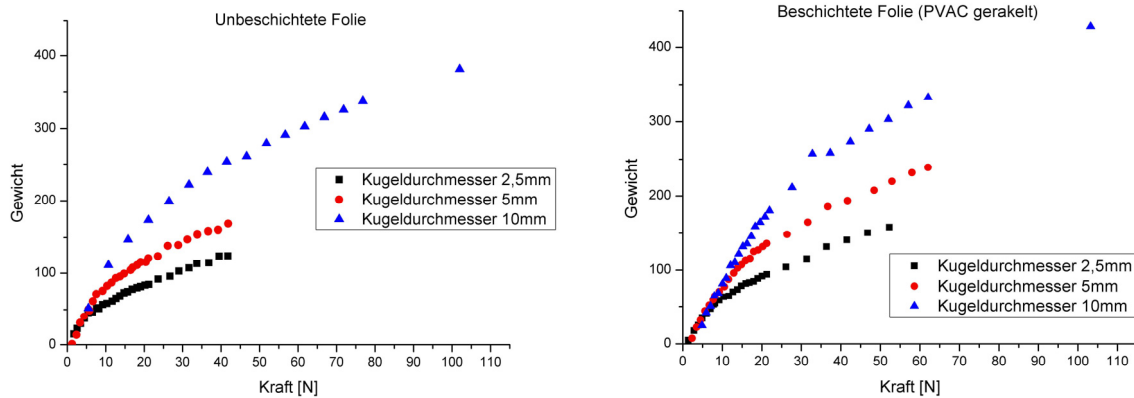 Unbeschichtete Folie
400
300
200
100
0
Gewicht
Kugeldurchmesser 2,5mm
Kugeldurchmesser 5mm
Kugeldurchmesser 10mm
0 10 20 30 40 50 60 70 80 90 100 110
Kraft [N]
Beschichtete Folie (PVAC gerakelt)
400
300
200
100
0
Gewicht
Kugeldurchmesser 2,5mm
Kugeldurchmesser 5mm
Kugeldurchmesser 10mm
0 10 20 30 40 50 60 70 80 90 100 110
Kraft [N]